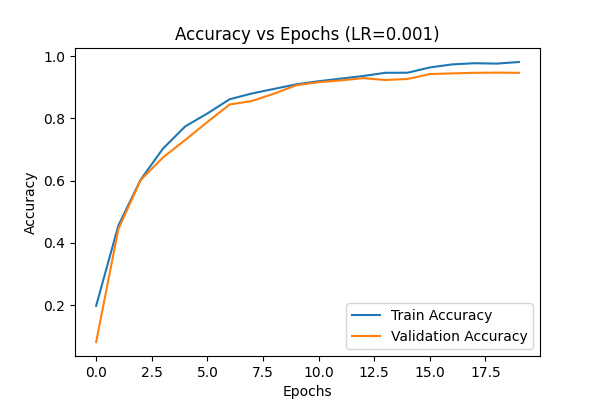 Accuracy vs Epochs (LR=0.001)
1.0
0.8
0.6
0.4
0.2
Accuracy
Train Accuracy
Validation Accuracy
0.0 2.5 5.0 7.5 10.0 12.5 15.0 17.5
Epochs